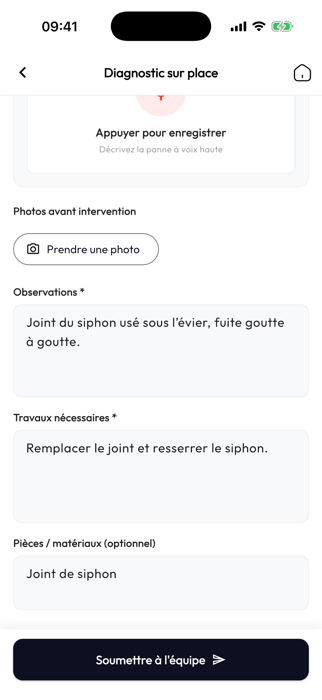 09:41
Diagnostic sur place
Appuyer pour enregistrer
Décrivez la panne à voix haute
Photos avant intervention
Prendre une photo
Observations *
Joint du siphon usé sous l’évier, fuite goutte
à goutte.
Travaux nécessaires *
Remplacer le joint et resserrer le siphon.
Pièces / matériaux (optionnel)
Joint de siphon
Soumettre à l'équipe